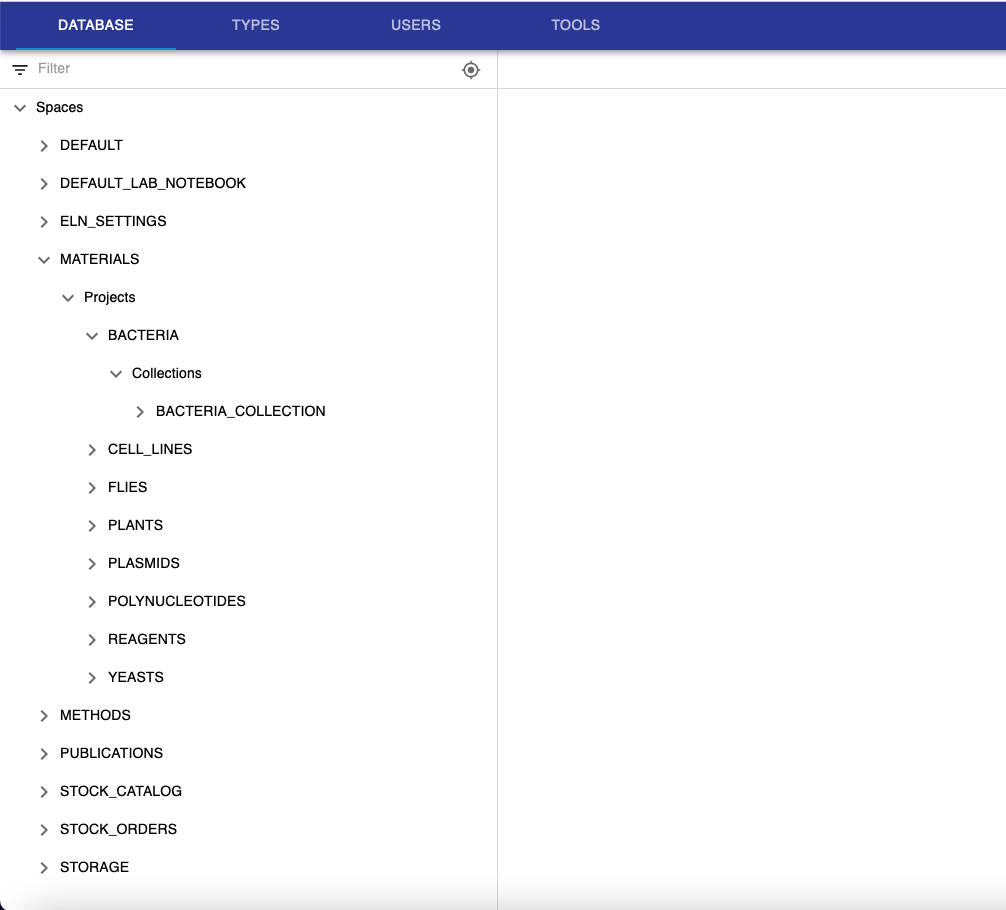 DATABASE TYPES USERS TOOLS
Filter
Spaces
DEFAULT
DEFAULT_LAB_NOTEBOOK
ELN_SETTINGS
MATERIALS
Projects
BACTERIA
Collections
BACTERIA_COLLECTION
CELL_LINES
FLIES
PLANTS
PLASMIDS
POLYNUCLEOTIDES
REAGENTS
YEASTS
METHODS
PUBLICATIONS
STOCK_CATALOG
STOCK_ORDERS
STORAGE